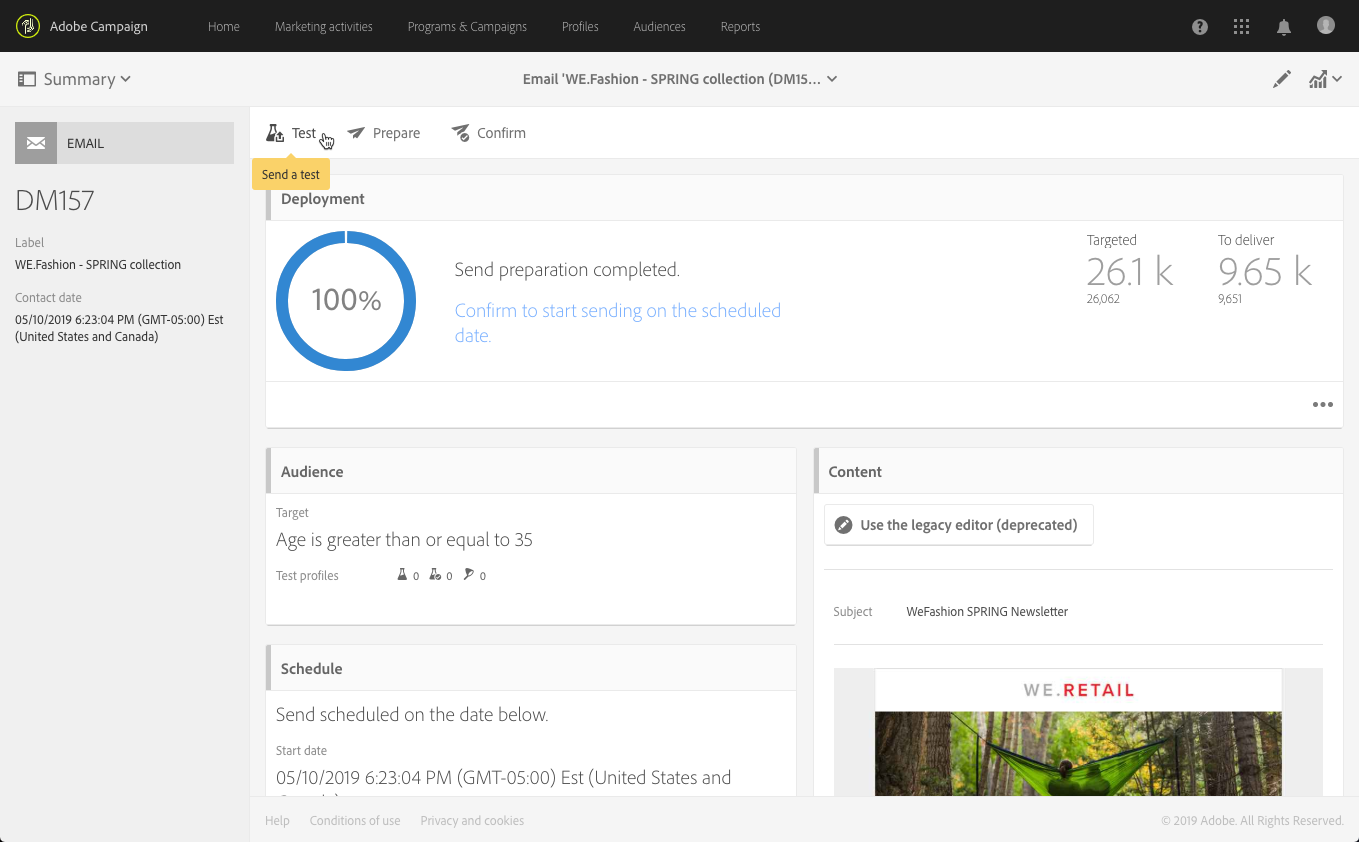 Adobe Campaign Home Marketing activities Programs & Campaigns Profiles Audiences Reports
Summary
Email 'WE.Fashion - SPRING collection (DM15...
EMAIL
DM157
Label
WE.Fashion - SPRING collection
Contact date
05/10/2019 6:23:04 PM (GMT-05:00) Est
(United States and Canada)
Test Prepare Confirm
Send a test
Deployment
100%
Send preparation completed.
Confirm to start sending on the scheduled
date.
Targeted
26.1 k
26,062
To deliver
9.65 k
9,651
Audience
Target
Age is greater than or equal to 35
Test profiles 0 0 0
Schedule
Send scheduled on the date below.
Start date
05/10/2019 6:23:04 PM (GMT-05:00) Est (United States and
Content
Use the legacy editor (deprecated)
Subject WeFashion SPRING Newsletter
WE.RETAIL
Help Conditions of use Privacy and cookies
© 2019 Adobe. All Rights Reserved.